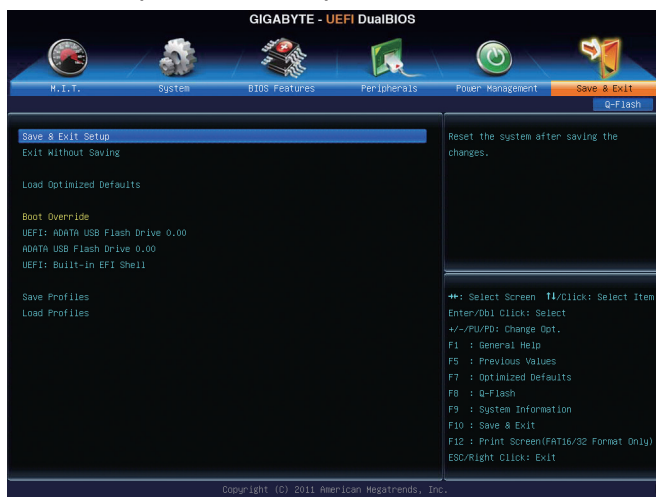 GIGABYTE - UEFI DualBIOS
M.I.T. System BIOS Features Peripherals Power Management Save & Exit
Q-Flash
Save & Exit Setup
Exit Without Saving
Load Optimized Defaults
Boot Override
UEFI: ADATA USB Flash Drive 0.00
ADATA USB Flash Drive 0.00
UEFI: Built-in EFI Shell
Save Profiles
Load Profiles
Reset the system after saving the
changes.
→←: Select Screen ↑↓/Click: Select Item
Enter/Dbl Click: Select
+/-/PU/PD: Change Opt.
F1 : General Help
F5 : Previous Values
F7 : Optimized Defaults
F8 : Q-Flash
F9 : System Information
F10 : Save & Exit
F12 : Print Screen(FAT16/32 Format Only)
ESC/Right Click: Exit
Copyright (C) 2011 American Megatrends, Inc.